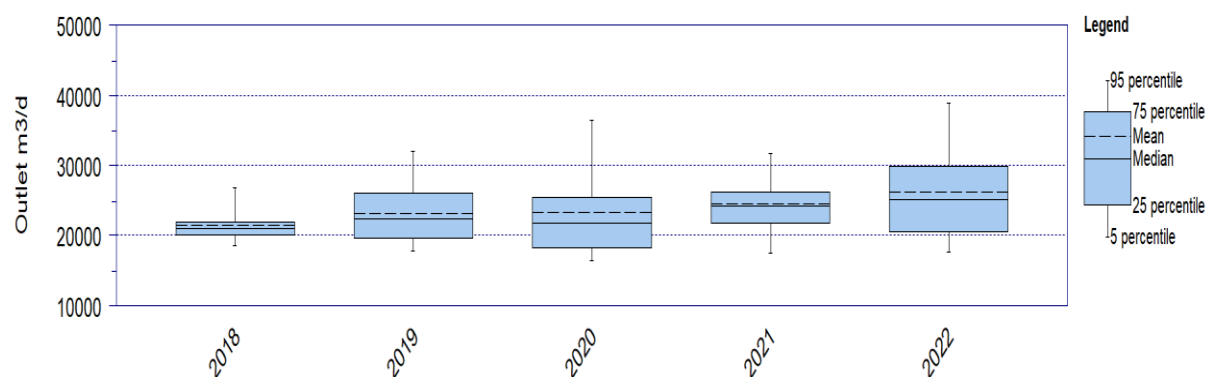 Outlet m3/d
50000
40000
30000
20000
10000
2018
2019
2020
2021
2022
Legend
95 percentile
75 percentile
Mean
Median
25 percentile
5 percentile